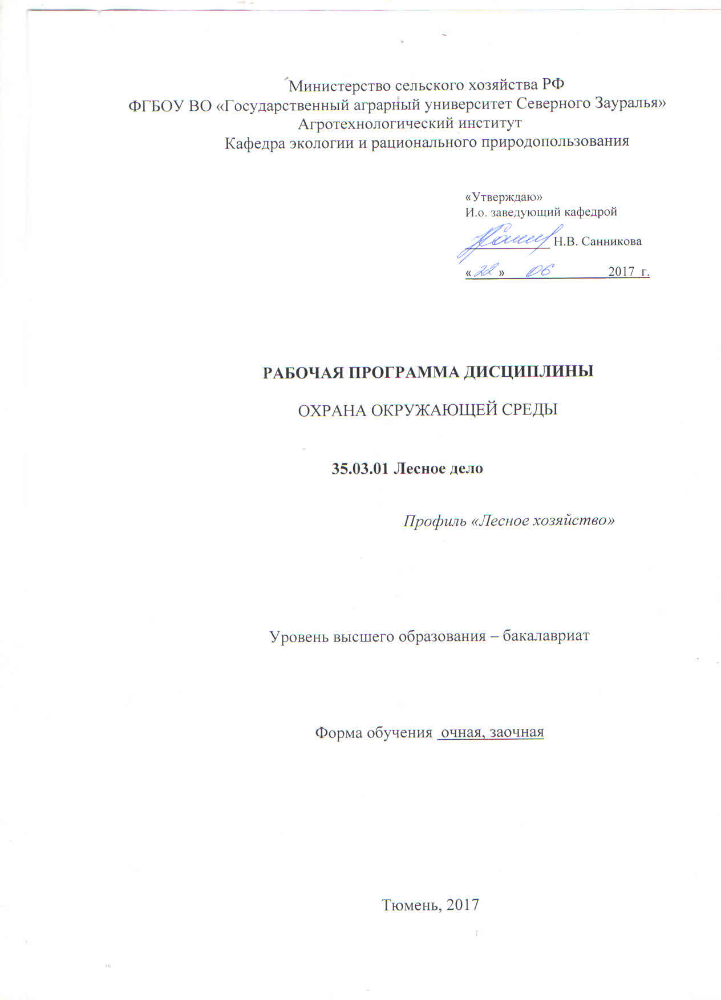 Министерство сельского хозяйства РФ
ФГБОУ ВО «Государственный аграрный университет Северного Зауралья»
Агротехнологический институт
Кафедра экологии и рационального природопользования
«Утверждаю»
И.о. заведующий кафедрой
Н.В. Санникова
« 22 » 06 2017 г.
РАБОЧАЯ ПРОГРАММА ДИСЦИПЛИНЫ
ОХРАНА ОКРУЖАЮЩЕЙ СРЕДЫ
35.03.01 Лесное дело
Профиль «Лесное хозяйство»
Уровень высшего образования – бакалавриат
Форма обучения очная, заочная
Тюмень, 2017